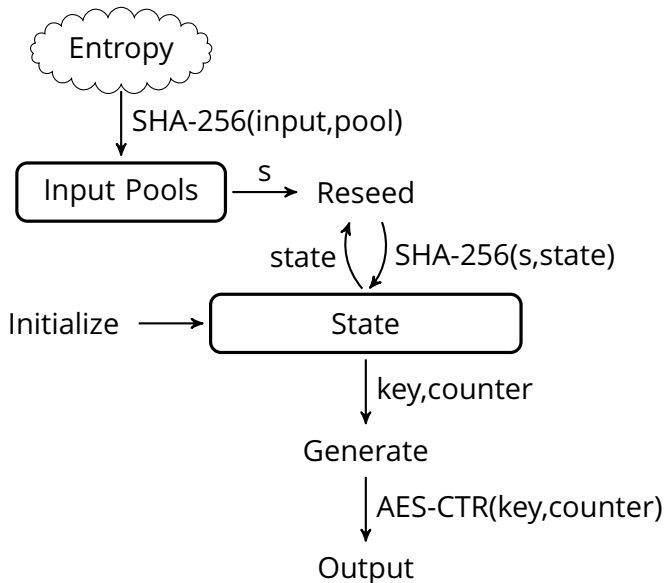 Entropy
SHA-256(input,pool)
Input Pools
s
Reseed
state
SHA-256(s,state)
Initialize
State
key,counter
Generate
AES-CTR(key,counter)
Output